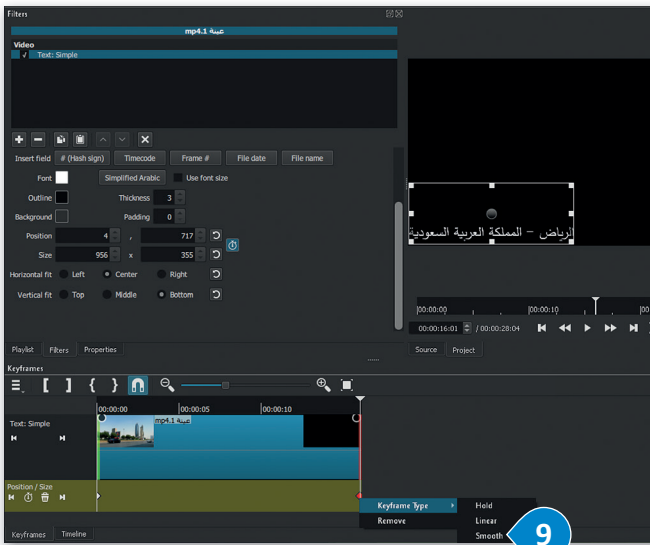 Filters
عينة 1.mp4
Video
Text: Simple
Insert field # (Hash sign) Timecode Frame # File date File name
Font Simplified Arabic Use font size
Outline Thickness 3
Background Padding 0
Position 4 , 717
Size 956 x 355
Horizontal fit Left Center Right
Vertical fit Top Middle Bottom
الرياض - المملكة العربية السعودية
00:00:00 00:00:10 00
00:00:16:01 / 00:00:28:04
Playlist Filters Properties
Source Project
Keyframes
00:00:00 00:00:05 00:00:10
Text: Simple
عينة 1.mp4
Position / Size
Keyframe Type Hold
Remove Linear
Smooth
9
Keyframes Timeline